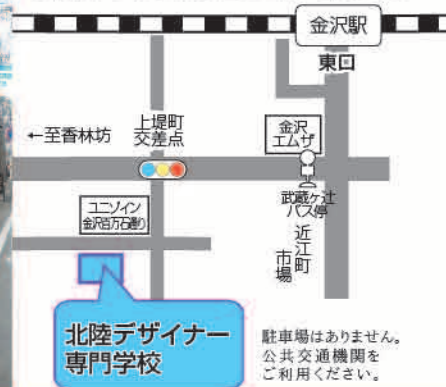 金沢駅
東口
金沢
エムザ
上堤町
交差点
←至香林坊
武蔵ヶ辻
バス停
近江町
市場
ユニゾイン
金沢百万石通り
北陸デザイナー
専門学校
駐車場はありません。
公共交通機関を
ご利用ください。